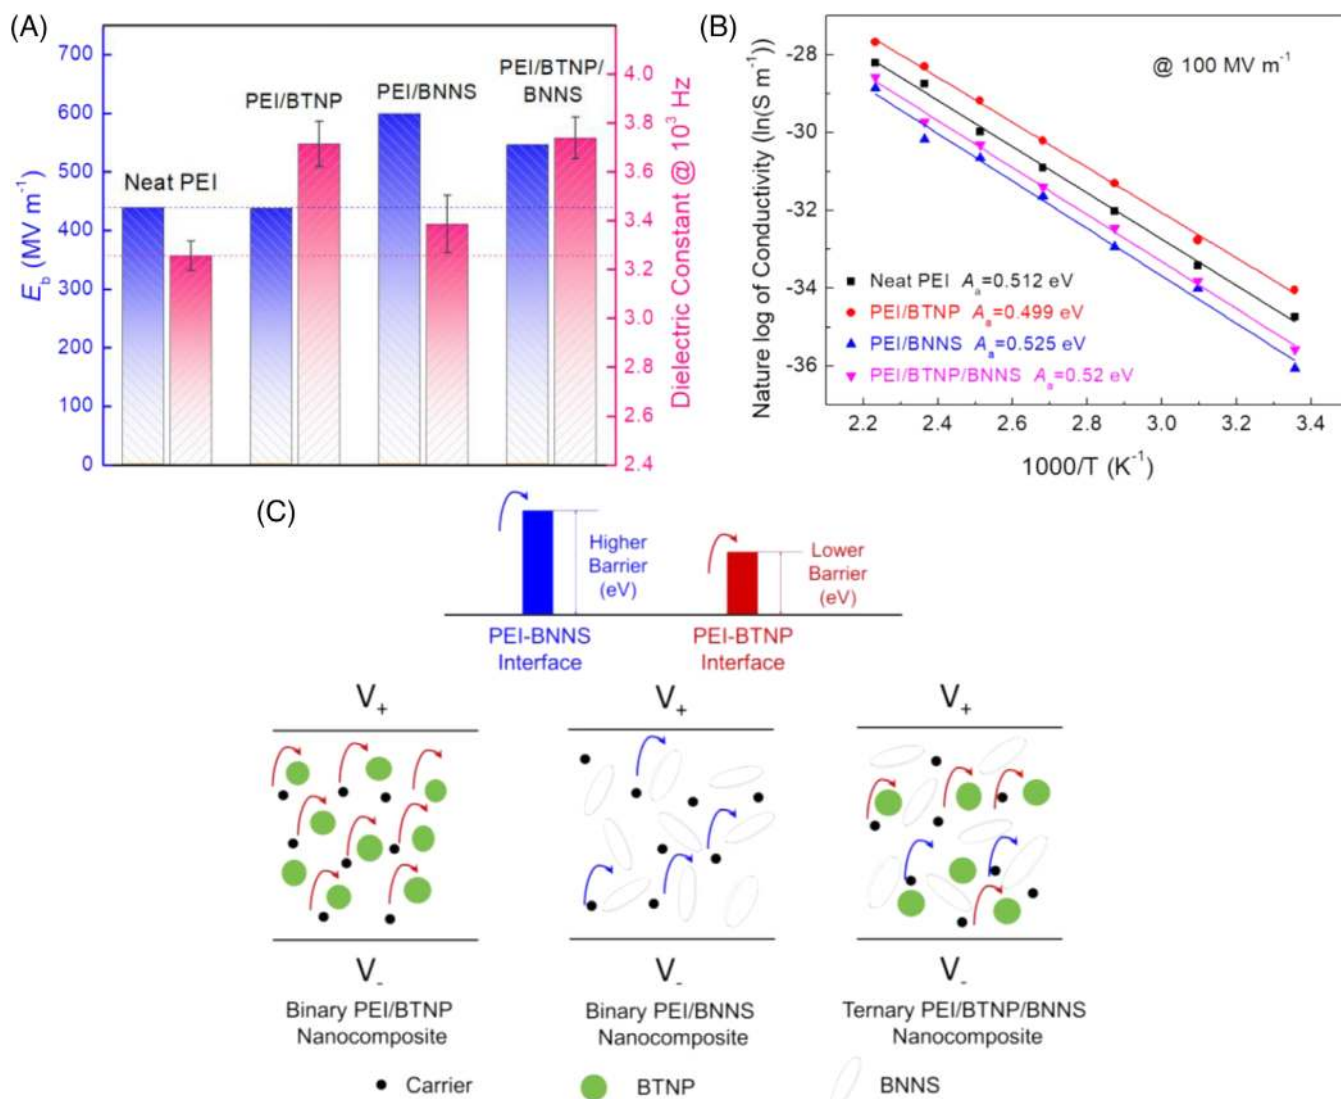 (A)
700
600
500
400
300
200
100
0
E_b (MV m⁻¹)
Neat PEI
PEI/BTNP
PEI/BNNS
PEI/BTNP/
BNNS
4.0
3.8
3.6
3.4
3.2
3.0
2.8
2.6
2.4
Dielectric Constant @ 10³ Hz
(B)
Nature log of Conductivity (ln(S m⁻¹))
-28
-30
-32
-34
-36
@ 100 MV m⁻¹
Neat PEI A_a=0.512 eV
PEI/BTNP A_a=0.499 eV
PEI/BNNS A_a=0.525 eV
PEI/BTNP/BNNS A_a=0.52 eV
2.2 2.4 2.6 2.8 3.0 3.2 3.4
1000/T (K⁻¹)
(C)
Higher
Barrier
(eV)
Lower
Barrier
(eV)
PEI-BNNS
Interface
PEI-BTNP
Interface
V₊
V₊
V₊
V₋
V₋
V₋
Binary PEI/BTNP
Nanocomposite
Binary PEI/BNNS
Nanocomposite
Ternary PEI/BTNP/BNNS
Nanocomposite
Carrier
BTNP
BNNS